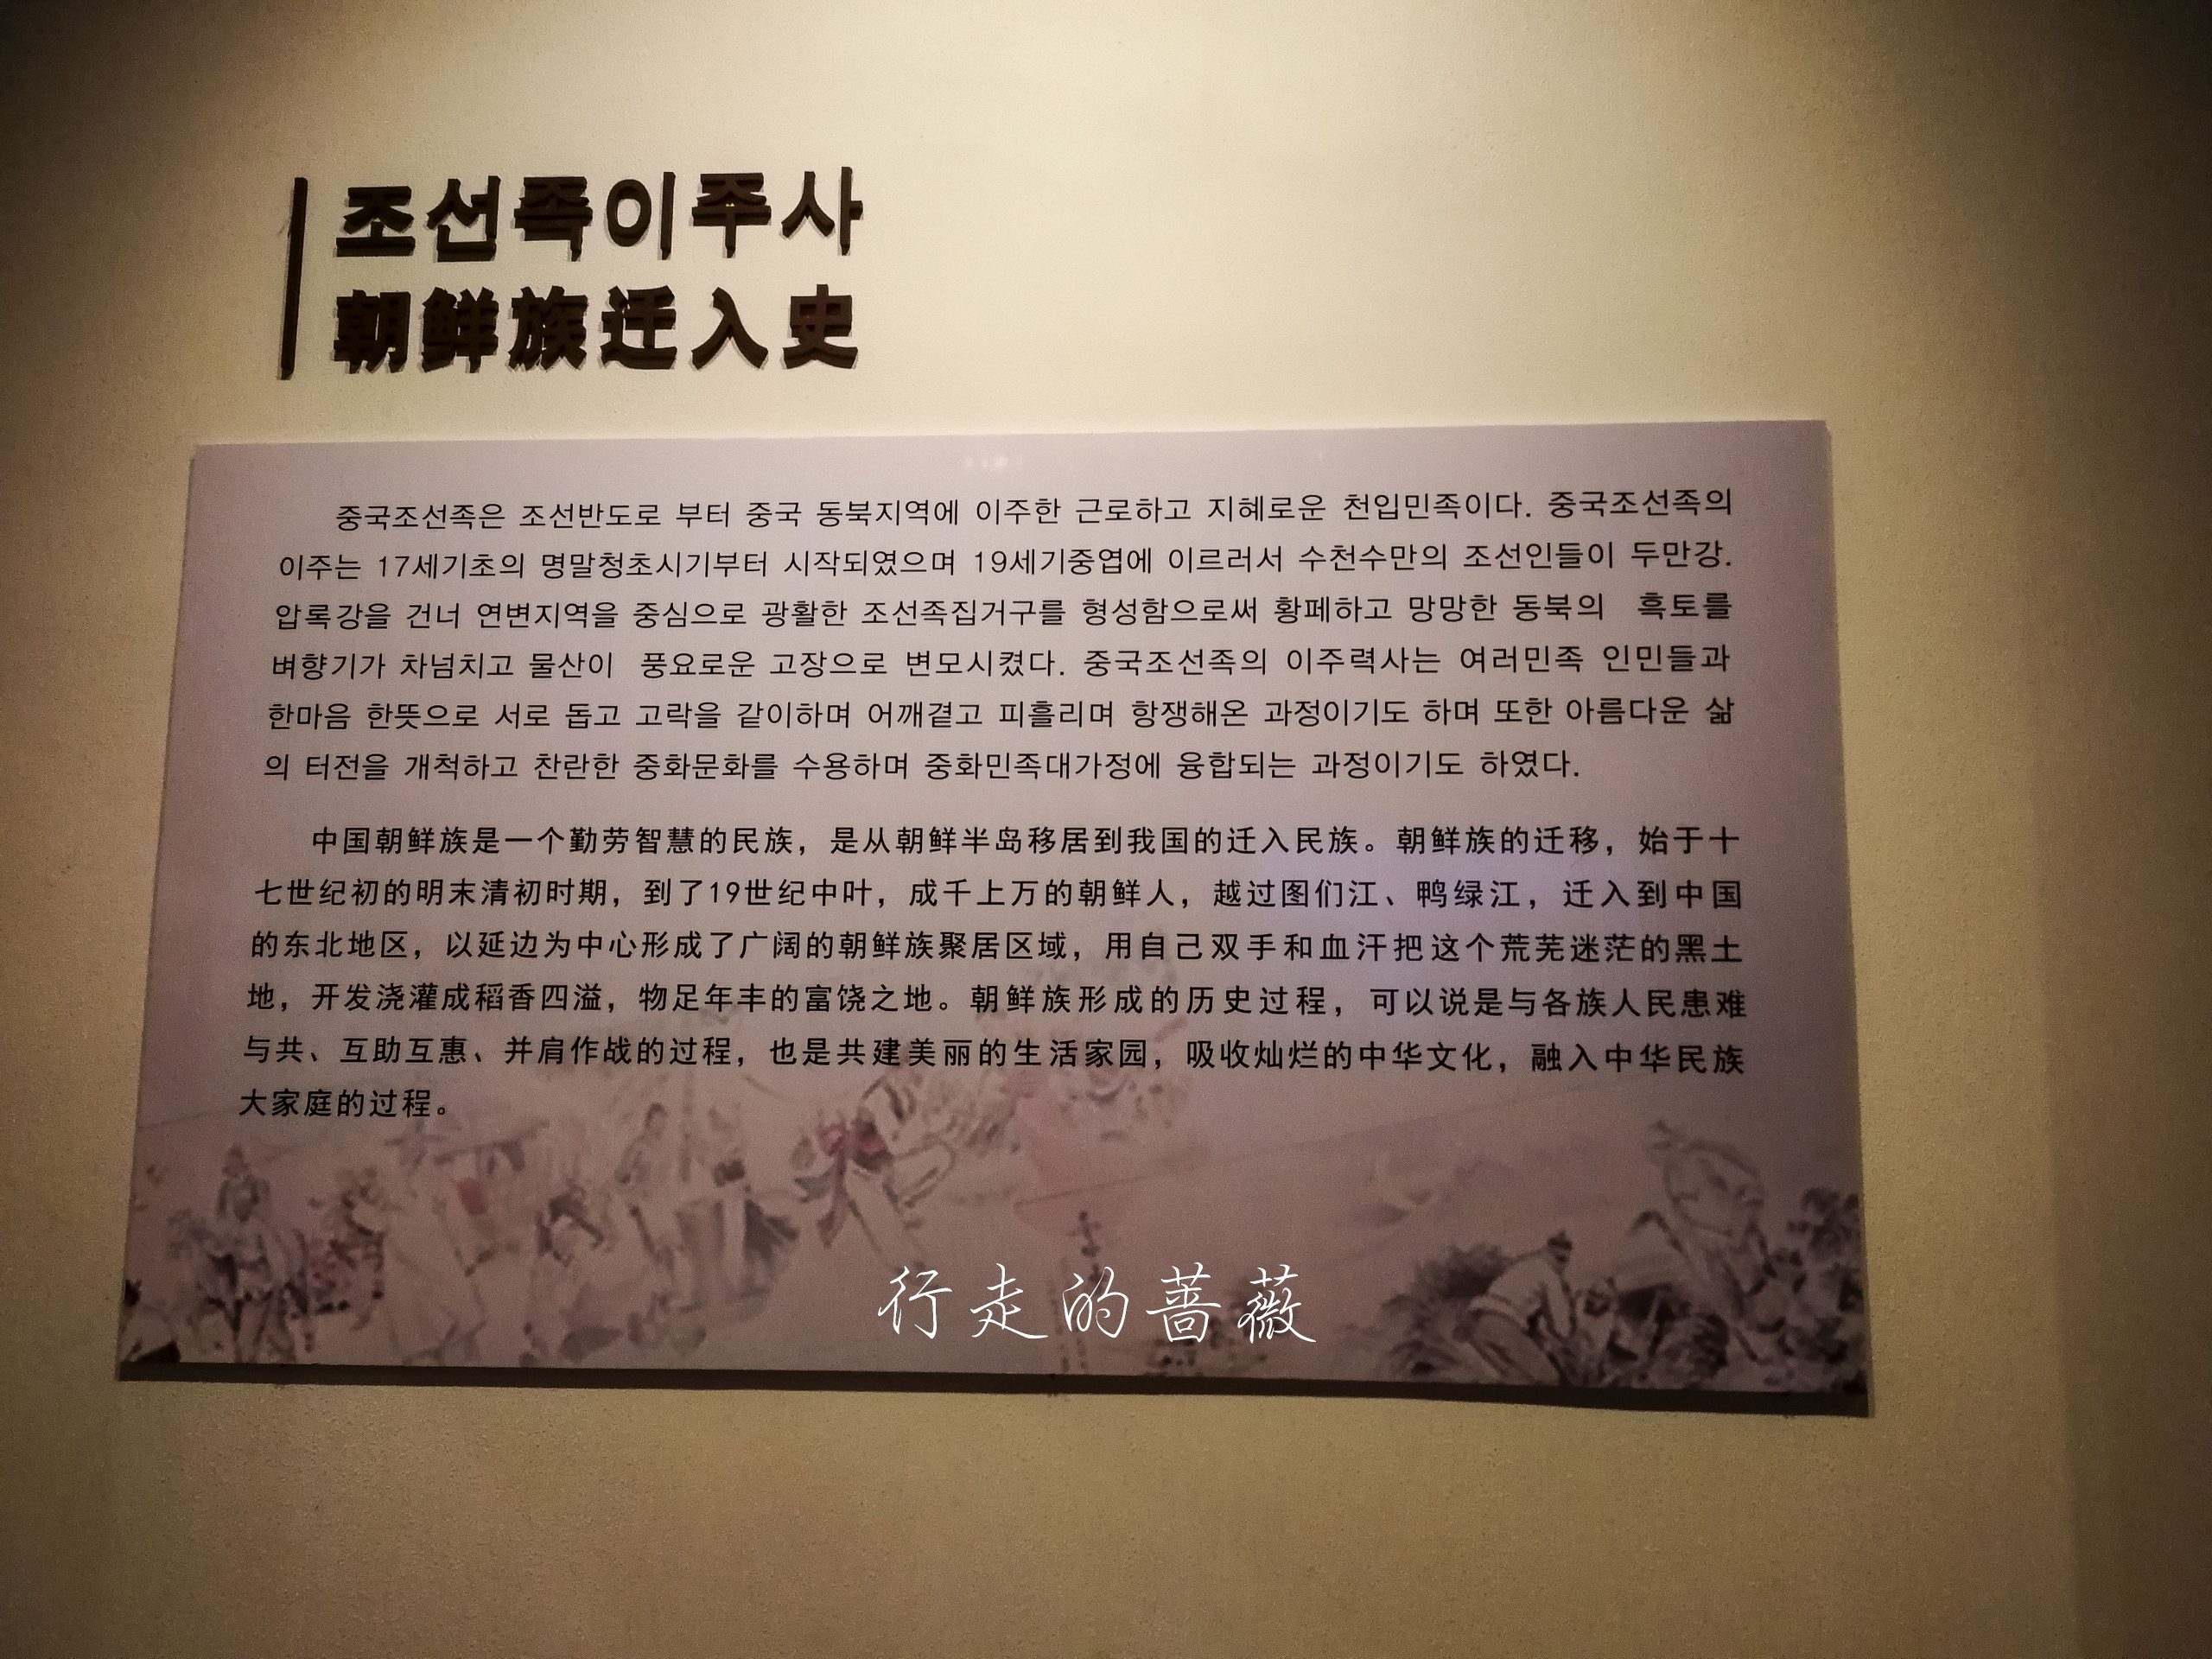 조선족이주사
朝鲜族迁入史
중국조선족은 조선반도로 부터 중국 동북지역에 이주한 근로하고 지혜로운 천입민족이다. 중국조선족의
이주는 17세기초의 명말청초시기부터 시작되였으며 19세기중엽에 이르러서 수천수만의 조선인들이 두만강.
압록강을 건너 연변지역을 중심으로 광활한 조선족집거구를 형성함으로써 황페하고 망망한 동북의 흑토를
벼향기가 차넘치고 물산이 풍요로운 고장으로 변모시켰다. 중국조선족의 이주력사는 여러민족 인민들과
한마음 한뜻으로 서로 돕고 고락을 같이하며 어깨곁고 피흘리며 항쟁해온 과정이기도 하며 또한 아름다운 삶
의 터전을 개척하고 찬란한 중화문화를 수용하며 중화민족대가정에 융합되는 과정이기도 하였다.
中国朝鲜族是一个勤劳智慧的民族，是从朝鲜半岛移居到我国的迁入民族。朝鲜族的迁移，始于十
七世纪初的明末清初时期，到了19世纪中叶，成千上万的朝鲜人，越过图们江、鸭绿江，迁入到中国
的东北地区，以延边为中心形成了广阔的朝鲜族聚居区域，用自己双手和血汗把这个荒芜迷茫的黑土
地，开发浇灌成稻香四溢，物足年丰的富饶之地。朝鲜族形成的历史过程，可以说是与各族人民患难
与共、互助互惠、并肩作战的过程，也是共建美丽的生活家园，吸收灿烂的中华文化，融入中华民族
大家庭的过程。
行走的蔷薇